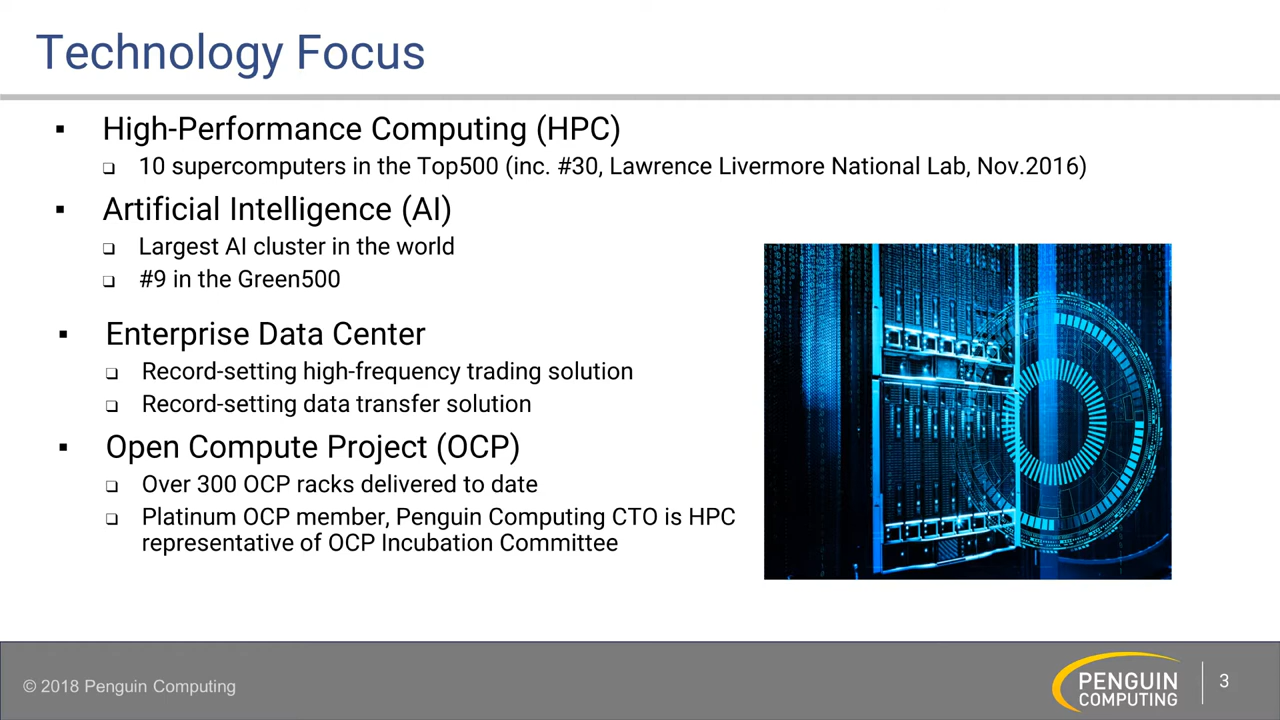 Technology Focus
▪ High-Performance Computing (HPC)
❑ 10 supercomputers in the Top500 (inc. #30, Lawrence Livermore National Lab, Nov.2016)
▪ Artificial Intelligence (AI)
❑ Largest AI cluster in the world
❑ #9 in the Green500
▪ Enterprise Data Center
❑ Record-setting high-frequency trading solution
❑ Record-setting data transfer solution
▪ Open Compute Project (OCP)
❑ Over 300 OCP racks delivered to date
❑ Platinum OCP member, Penguin Computing CTO is HPC
representative of OCP Incubation Committee
© 2018 Penguin Computing
PENGUIN
COMPUTING
3